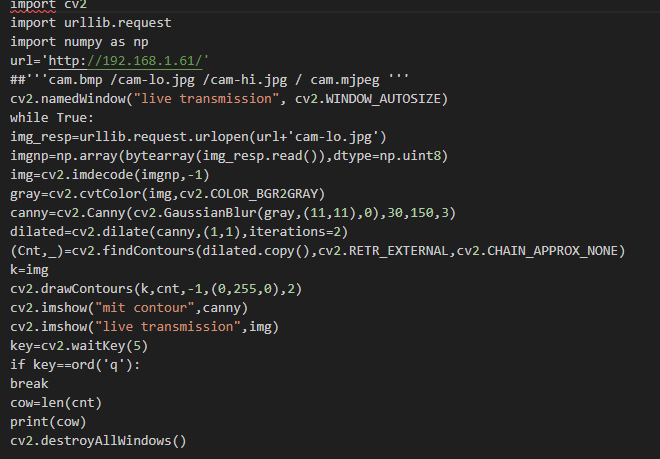 import cv2
import urllib.request
import numpy as np
url='http://192.168.1.61/'
##'''cam.bmp /cam-lo.jpg /cam-hi.jpg / cam.mjpeg '''
cv2.namedWindow("live transmission", cv2.WINDOW_AUTOSIZE)
while True:
img_resp=urllib.request.urlopen(url+'cam-lo.jpg')
imgnp=np.array(bytearray(img_resp.read()),dtype=np.uint8)
img=cv2.imdecode(imgnp,-1)
gray=cv2.cvtColor(img,cv2.COLOR_BGR2GRAY)
canny=cv2.Canny(cv2.GaussianBlur(gray,(11,11),0),30,150,3)
dilated=cv2.dilate(canny,(1,1),iterations=2)
(Cnt,_)=cv2.findContours(dilated.copy(),cv2.RETR_EXTERNAL,cv2.CHAIN_APPROX_NONE)
k=img
cv2.drawContours(k,cnt,-1,(0,255,0),2)
cv2.imshow("mit contour",canny)
cv2.imshow("live transmission",img)
key=cv2.waitKey(5)
if key==ord('q'):
break
cow=len(cnt)
print(cow)
cv2.destroyAllWindows()